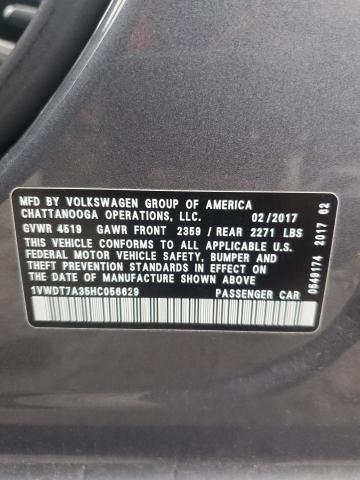 MFD BY VOLKSWAGEN GROUP OF AMERICA
CHATTANOOGA OPERATIONS, LLC. 02/2017
GVWR 4519 GAWR FRONT 2359 / REAR 2271 LBS
THIS VEHICLE CONFORMS TO ALL APPLICABLE U.S.
FEDERAL MOTOR VEHICLE SAFETY, BUMPER AND
THEFT PREVENTION STANDARDS IN EFFECT ON THE
DATE OF MANUFACTURE SHOWN ABOVE
1VWDT7A35HC056629 PASSENGER CAR
0549174 2017 62